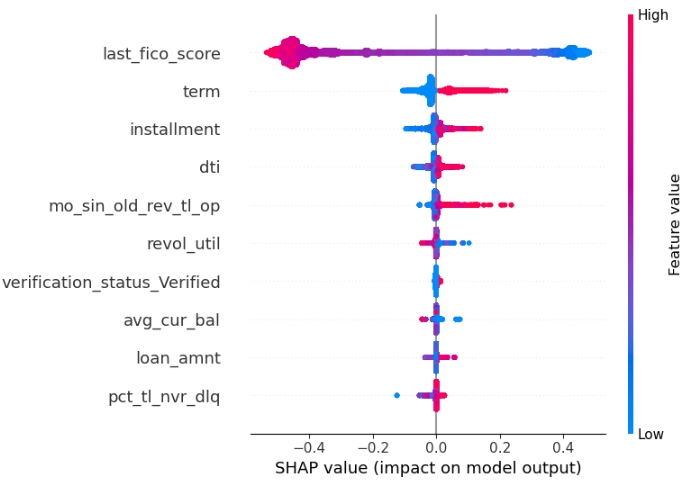 High
last_fico_score
term
installment
dti
mo_sin_old_rev_tl_op
revol_util
verification_status_Verified
avg_cur_bal
loan_amnt
pct_tl_nvr_dlq
Feature value
Low
−0.4 −0.2 0.0 0.2 0.4
SHAP value (impact on model output)